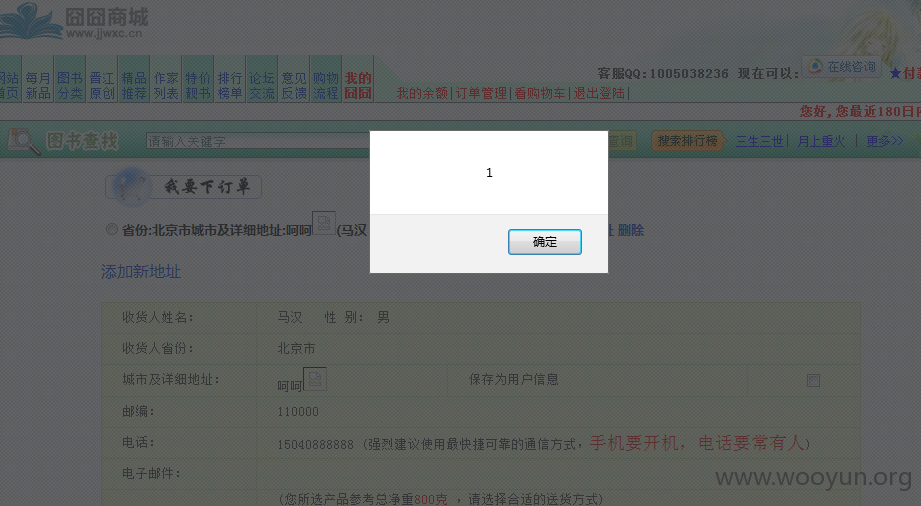 囧囧商城
www.jjwxc.cn
网站首页 每月新品 图书分类 晋江原创 精品推荐 作家列表 特价靓书 排行榜单 论坛交流 意见反馈 购物流程 我的囧囧
客服QQ:1005038236 现在可以: 在线咨询 ★付款
我的余额|订单管理|看购物车|退出登陆|
您好,您最近180日内
图书查找 请输入关键字 查询 搜索排行榜 三生三世| 月上重火 | 更多>>
1
确定
我要下订单
省份:北京市城市及详细地址:呵呵 (马汉 址 删除
添加新地址
收货人姓名: 马汉 性 别: 男
收货人省份: 北京市
城市及详细地址: 呵呵 保存为用户信息
邮编: 110000
电话: 15040888888 (强烈建议使用最快捷可靠的通信方式，手机要开机，电话要常有人)
电子邮件:
(您所选产品参考总净重800克 ，请选择合适的送货方式)
www.wooyun.org